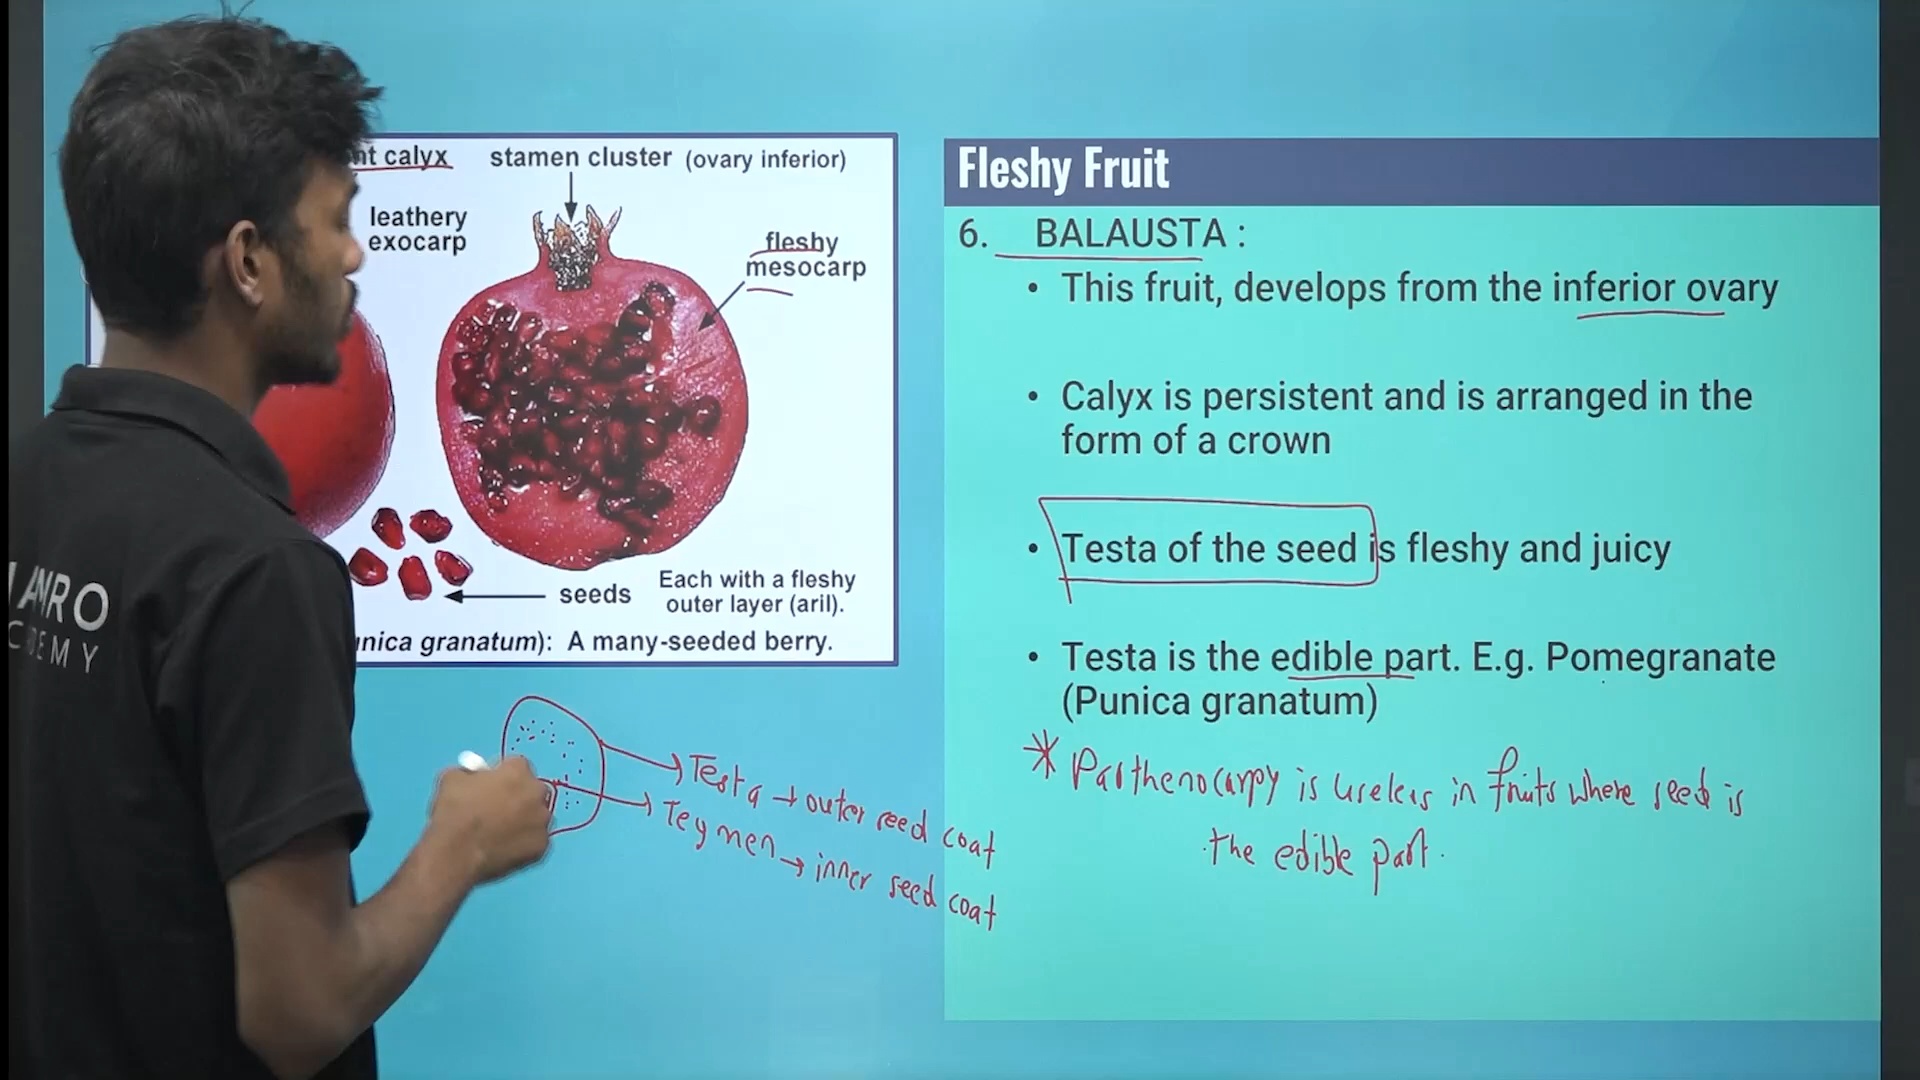 nt calyx
stamen cluster (ovary inferior)
leathery
exocarp
fleshy
mesocarp
seeds
Each with a fleshy
outer layer (aril).
nica granatum): A many-seeded berry.
ANRO
DEMY
Fleshy Fruit
6. BALAUSTA :
• This fruit, develops from the inferior ovary
• Calyx is persistent and is arranged in the
form of a crown
• Testa of the seed is fleshy and juicy
• Testa is the edible part. E.g. Pomegranate
(Punica granatum)
* Parthenocarpy is useless in fruits where seed is
the edible part.
→ Testa → outer seed coat
→ Tegmen → inner seed coat